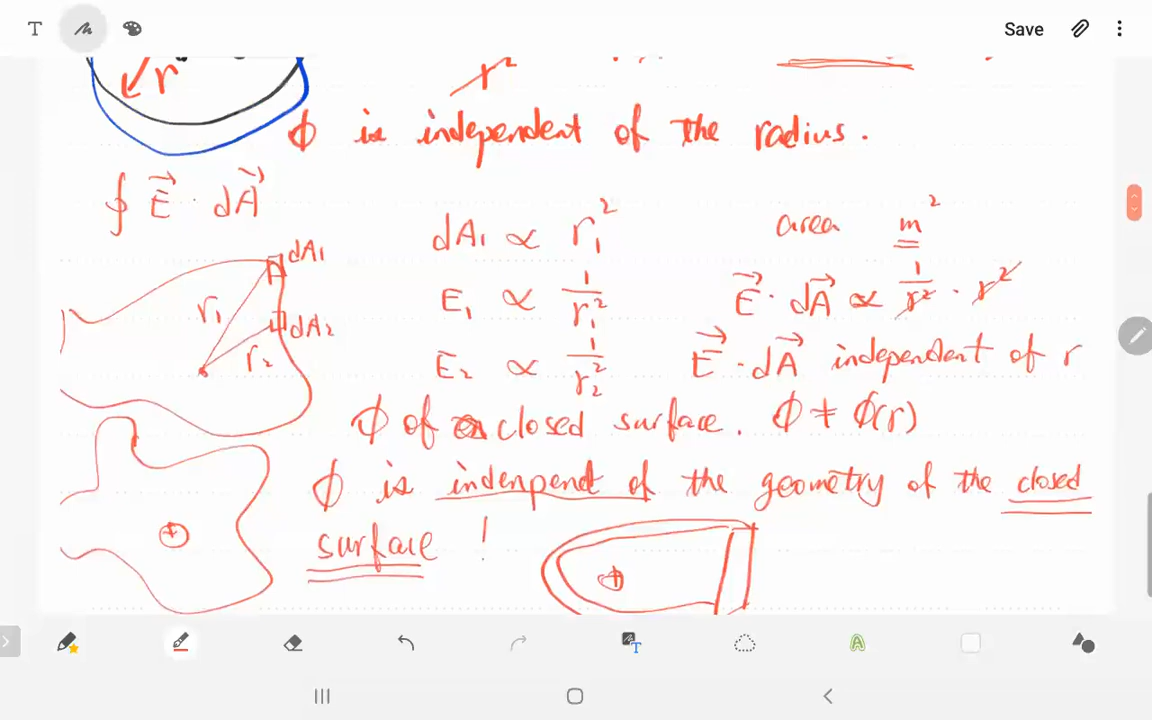 Save
r
r²
Φ is independent of the radius.
∮ E⃗ · dA⃗
dA₁ ∝ r₁²
area m²
dA₁
E₁ ∝ 1/r₁²
E⃗ · dA⃗ ∝ 1/r² · r²
r₁
dA₂
r₂
E₂ ∝ 1/r₂²
E⃗ · dA⃗ independent of r
Φ of closed surface. Φ ≠ Φ(r)
Φ is indenpend of the geometry of the closed
surface !
+
+